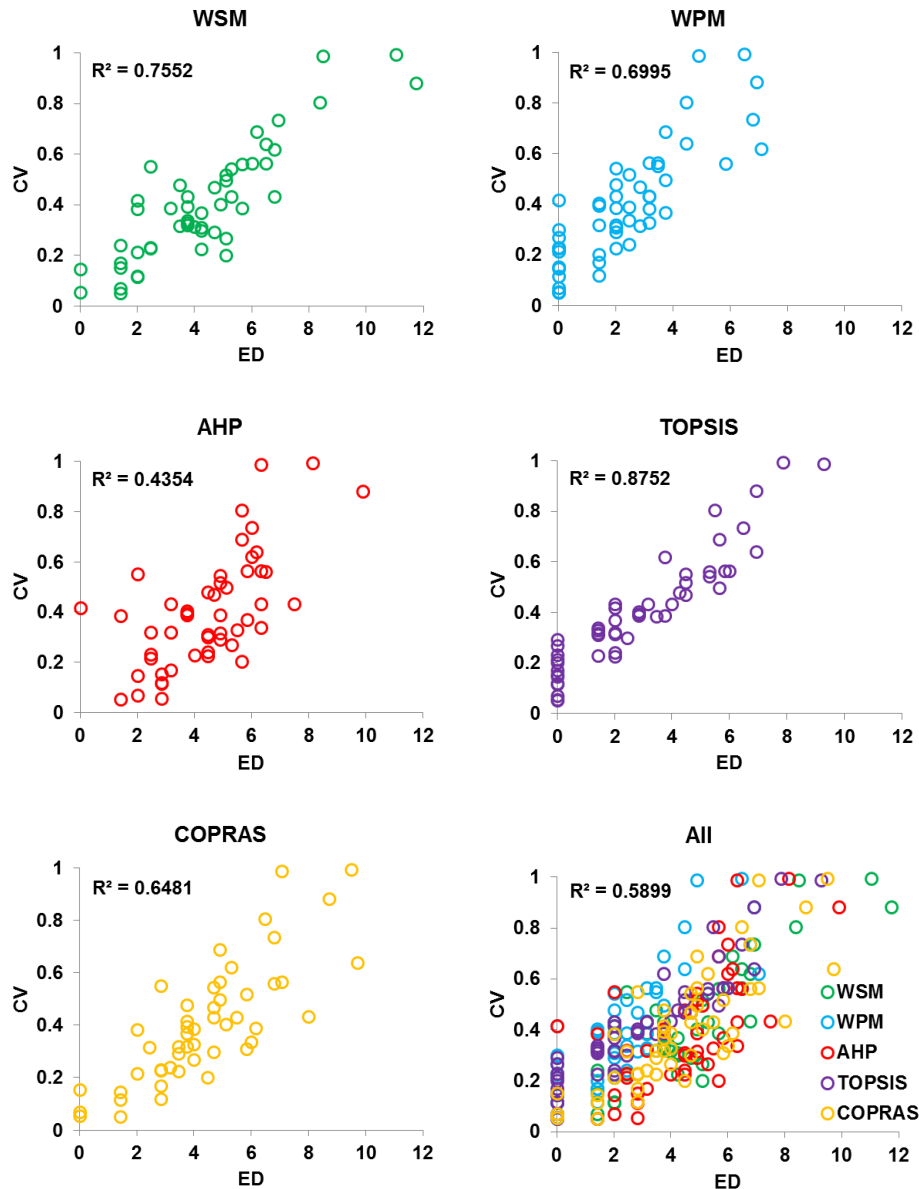 WSM
R² = 0.7552
1
0.8
0.6
0.4
0.2
0
CV
0 2 4 6 8 10 12
ED
WPM
R² = 0.6995
1
0.8
0.6
0.4
0.2
0
CV
0 2 4 6 8 10 12
ED
AHP
R² = 0.4354
1
0.8
0.6
0.4
0.2
0
CV
0 2 4 6 8 10 12
ED
TOPSIS
R² = 0.8752
1
0.8
0.6
0.4
0.2
0
CV
0 2 4 6 8 10 12
ED
COPRAS
R² = 0.6481
1
0.8
0.6
0.4
0.2
0
CV
0 2 4 6 8 10 12
ED
All
R² = 0.5899
1
0.8
0.6
0.4
0.2
0
CV
WSM
WPM
AHP
TOPSIS
COPRAS
0 2 4 6 8 10 12
ED